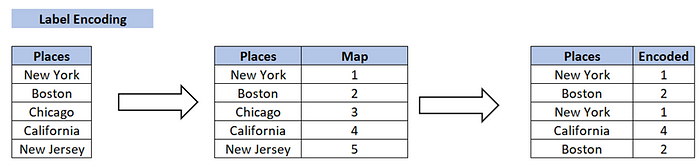 Label Encoding
Places
New York
Boston
Chicago
California
New Jersey
Places Map
New York 1
Boston 2
Chicago 3
California 4
New Jersey 5
Places Encoded
New York 1
Boston 2
New York 1
California 4
Boston 2